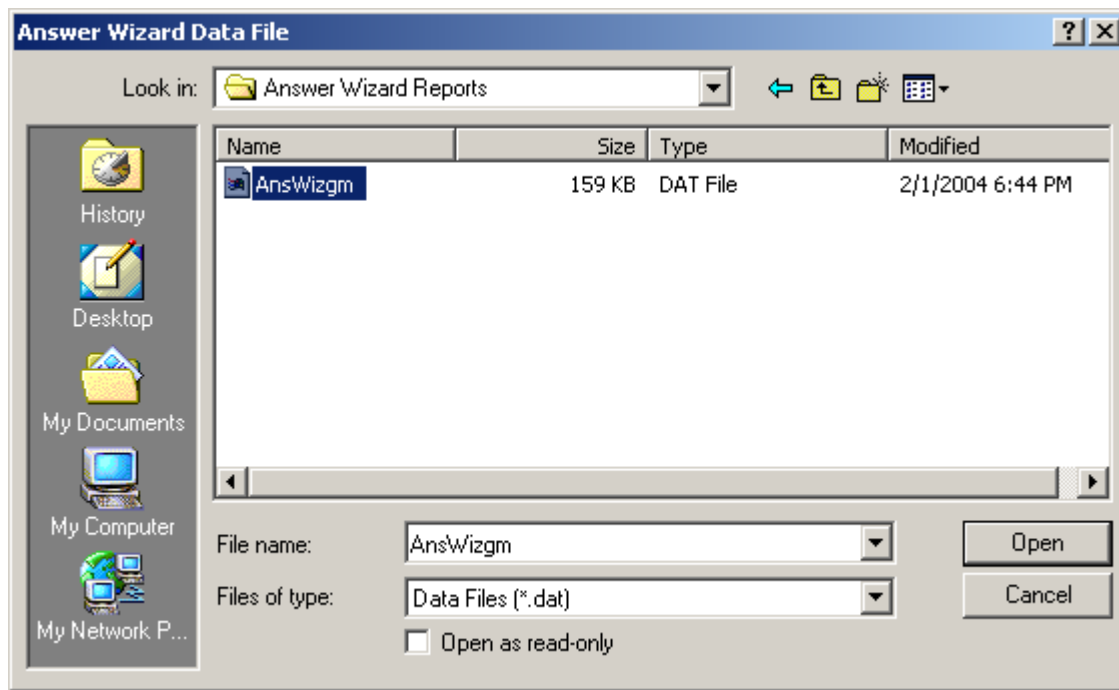 Answer Wizard Data File
Look in: Answer Wizard Reports
Name Size Type Modified
AnsWizgm 159 KB DAT File 2/1/2004 6:44 PM
History
Desktop
My Documents
My Computer
My Network P...
File name: AnsWizgm Open
Files of type: Data Files (*.dat) Cancel
Open as read-only